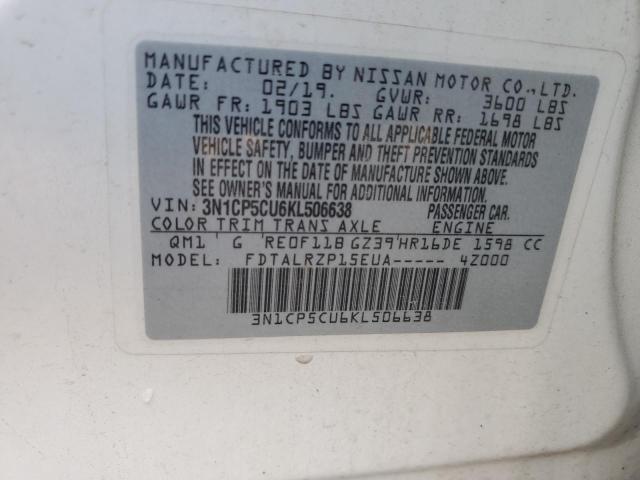 MANUFACTURED BY NISSAN MOTOR CO., LTD.
DATE: 02/19. GVWR: 3600 LBS
GAWR FR: 1903 LBS GAWR RR: 1698 LBS
THIS VEHICLE CONFORMS TO ALL APPLICABLE FEDERAL MOTOR
VEHICLE SAFETY, BUMPER AND THEFT PREVENTION STANDARDS
IN EFFECT ON THE DATE OF MANUFACTURE SHOWN ABOVE.
SEE OWNER'S MANUAL FOR ADDITIONAL INFORMATION.
VIN: 3N1CP5CU6KL506638 PASSENGER CAR.
COLOR TRIM TRANS AXLE ENGINE
QM1 G RE0F11B GZ39 HR16DE 1598 CC
MODEL: FDTALRZP15EUA----- 4Z000
3N1CP5CU6KL506638